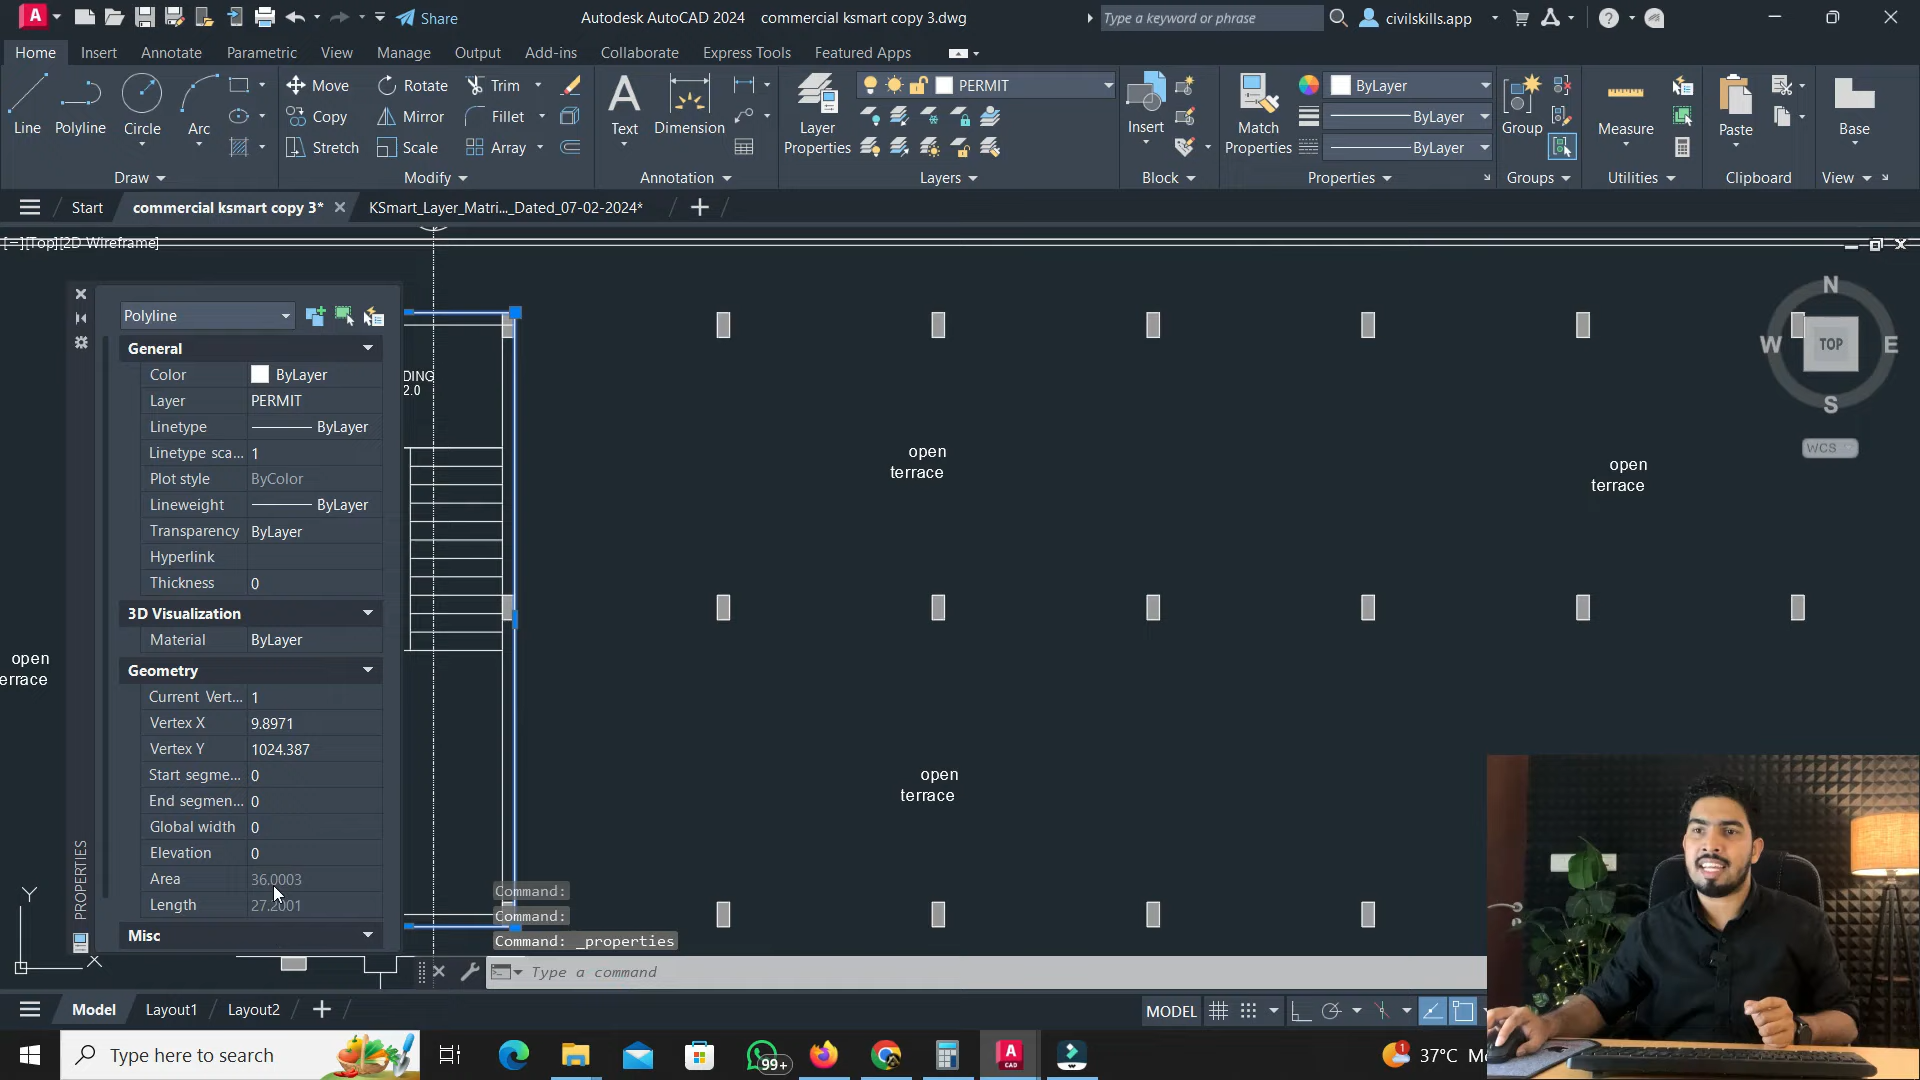 Share
Autodesk AutoCAD 2024 commercial ksmart copy 3.dwg
Type a keyword or phrase
civilskills.app
Home Insert Annotate Parametric View Manage Output Add-ins Collaborate Express Tools Featured Apps
Line Polyline Circle Arc
Move Rotate Trim
Copy Mirror Fillet
Stretch Scale Array
Text Dimension
Layer Properties
PERMIT
Insert
Match Properties
ByLayer
ByLayer
ByLayer
Group
Measure
Paste
Base
Draw Modify Annotation Layers Block Properties Groups Utilities Clipboard View
Start commercial ksmart copy 3* KSmart_Layer_Matri..._Dated_07-02-2024*
[−][Top][2D Wireframe]
Polyline
General
Color ByLayer
Layer PERMIT
Linetype ByLayer
Linetype sca... 1
Plot style ByColor
Lineweight ByLayer
Transparency ByLayer
Hyperlink
Thickness 0
3D Visualization
Material ByLayer
Geometry
Current Vert... 1
Vertex X 9.8971
Vertex Y 1024.387
Start segme... 0
End segmen... 0
Global width 0
Elevation 0
Area 36.0003
Length 27.2001
Misc
PROPERTIES
DING
2.0
open
terrace
open
terrace
open
terrace
open
errace
N
W TOP E
S
WCS
Y
X
Command:
Command:
Command: _properties
Type a command
Model Layout1 Layout2
MODEL
Type here to search
99+
A
CAD
1
37°C